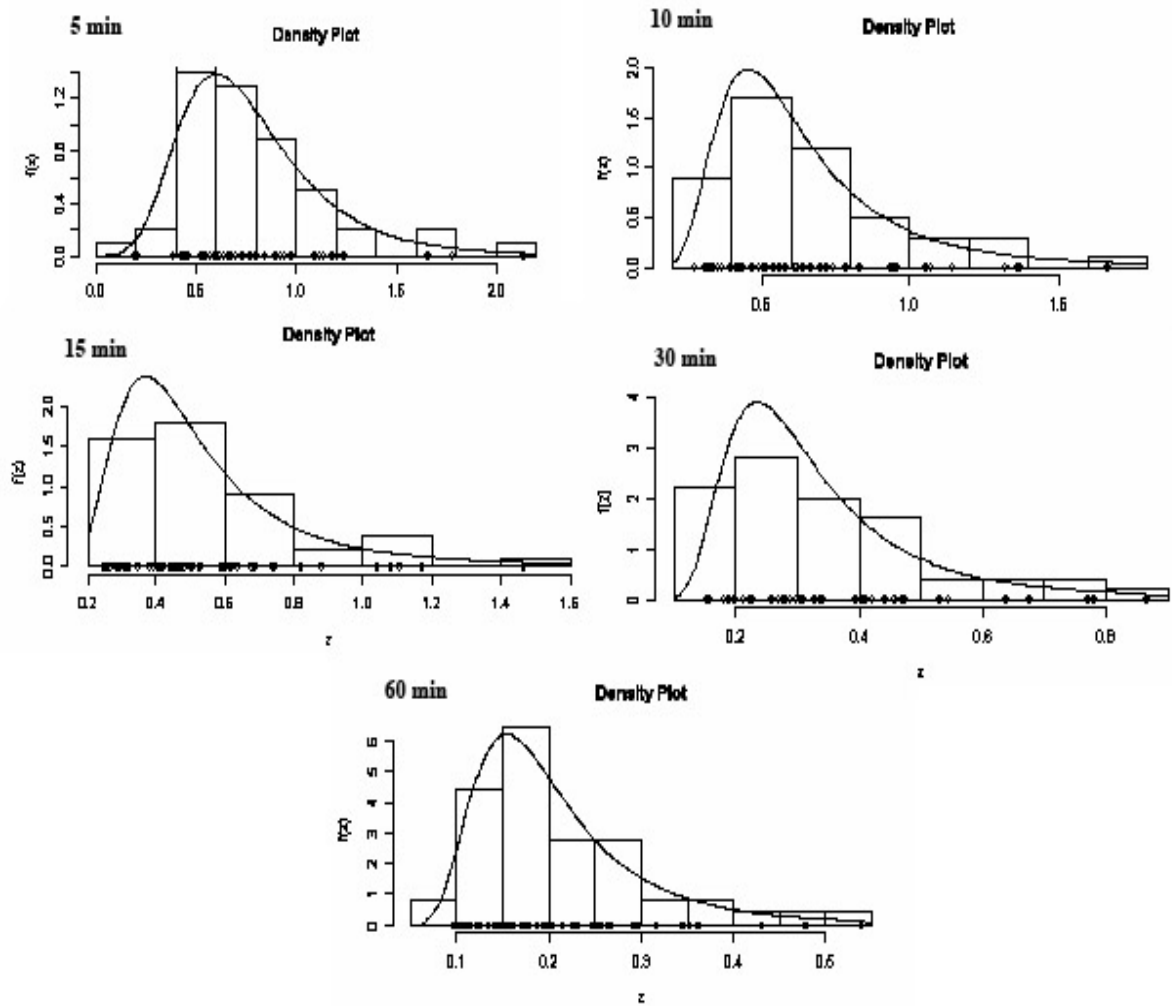 5 min
Density Plot
f(z)
0.0 0.4 0.8 1.2
0.0 0.5 1.0 1.5 2.0
10 min
Density Plot
f(z)
0.0 0.5 1.0 1.5 2.0
0.5 1.0 1.5
15 min
Density Plot
f(z)
0.0 0.5 1.0 1.5 2.0
0.2 0.4 0.6 0.8 1.0 1.2 1.4 1.6
z
30 min
Density Plot
f(z)
0 1 2 3 4
0.2 0.4 0.6 0.8
z
60 min
Density Plot
f(z)
0 1 2 3 4 5 6
0.1 0.2 0.3 0.4 0.5
z